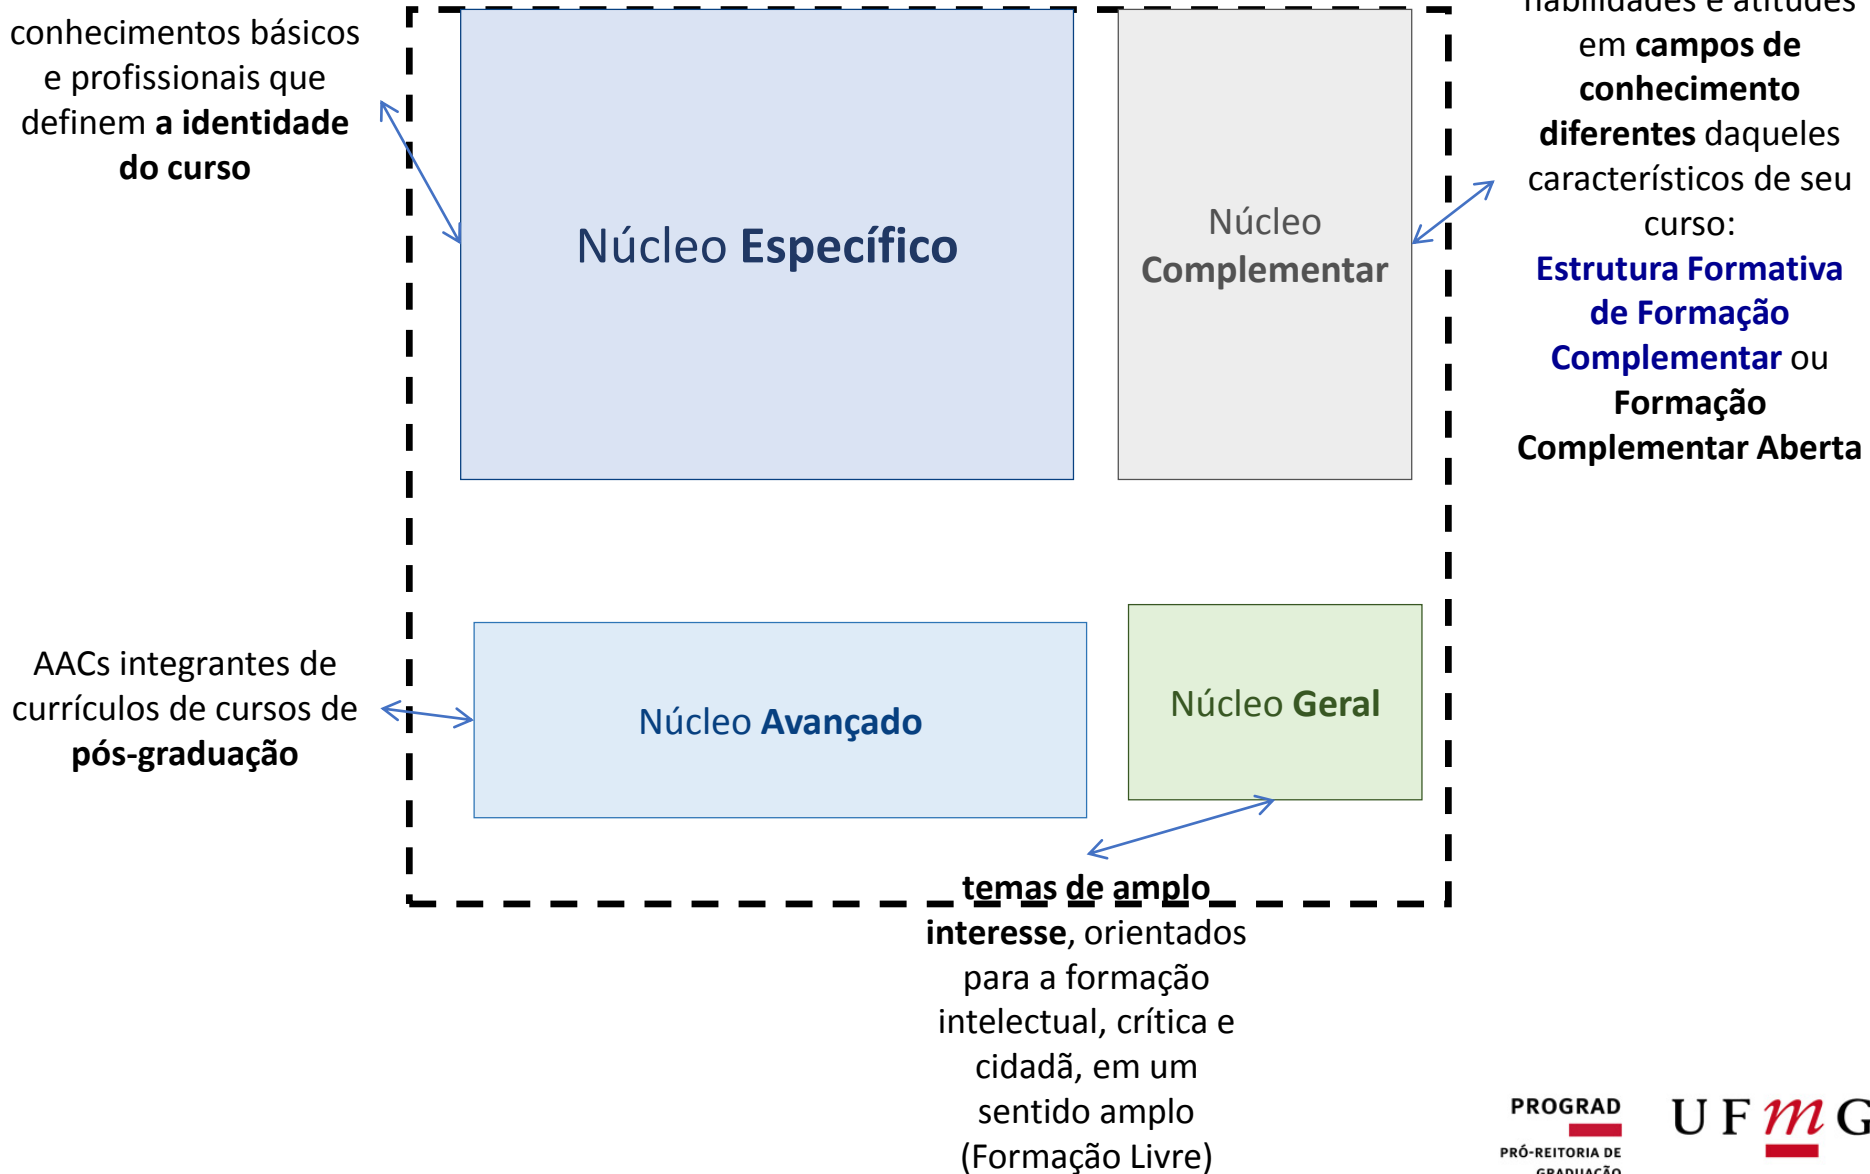 conhecimentos básicos
e profissionais que
definem a identidade
do curso
Núcleo Específico
Núcleo
Complementar
habilidades e atitudes
em campos de
conhecimento
diferentes daqueles
característicos de seu
curso:
Estrutura Formativa
de Formação
Complementar ou
Formação
Complementar Aberta
AACs integrantes de
currículos de cursos de
pós-graduação
Núcleo Avançado
Núcleo Geral
temas de amplo
interesse, orientados
para a formação
intelectual, crítica e
cidadã, em um
sentido amplo
(Formação Livre)
PROGRAD
PRÓ-REITORIA DE
GRADUAÇÃO
UFmG